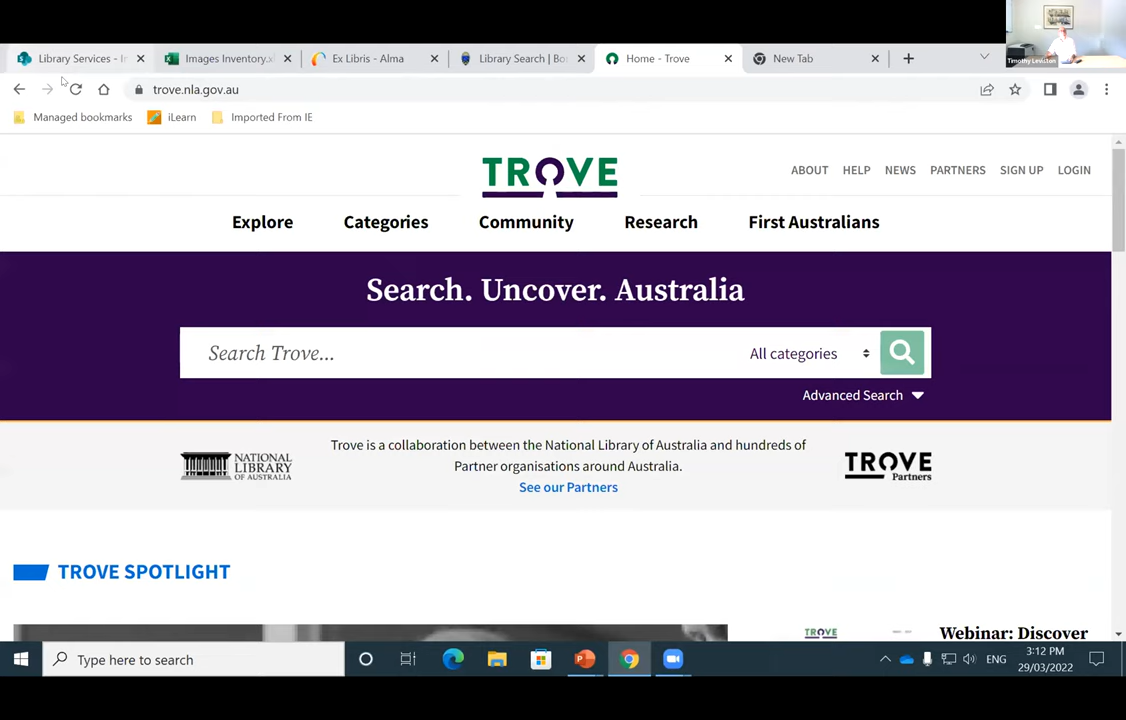 Library Services - I
Images Inventory.x
Ex Libris - Alma
Library Search | Bo
Home - Trove
New Tab
Timothy Leviston
trove.nla.gov.au
Managed bookmarks
iLearn
Imported From IE
TROVE
ABOUT HELP NEWS PARTNERS SIGN UP LOGIN
Explore Categories Community Research First Australians
Search. Uncover. Australia
Search Trove...
All categories
Advanced Search
NATIONAL
LIBRARY
OF AUSTRALIA
Trove is a collaboration between the National Library of Australia and hundreds of
Partner organisations around Australia.
See our Partners
TROVE
Partners
TROVE SPOTLIGHT
TROVE
Webinar: Discover
Type here to search
ENG
3:12 PM
29/03/2022